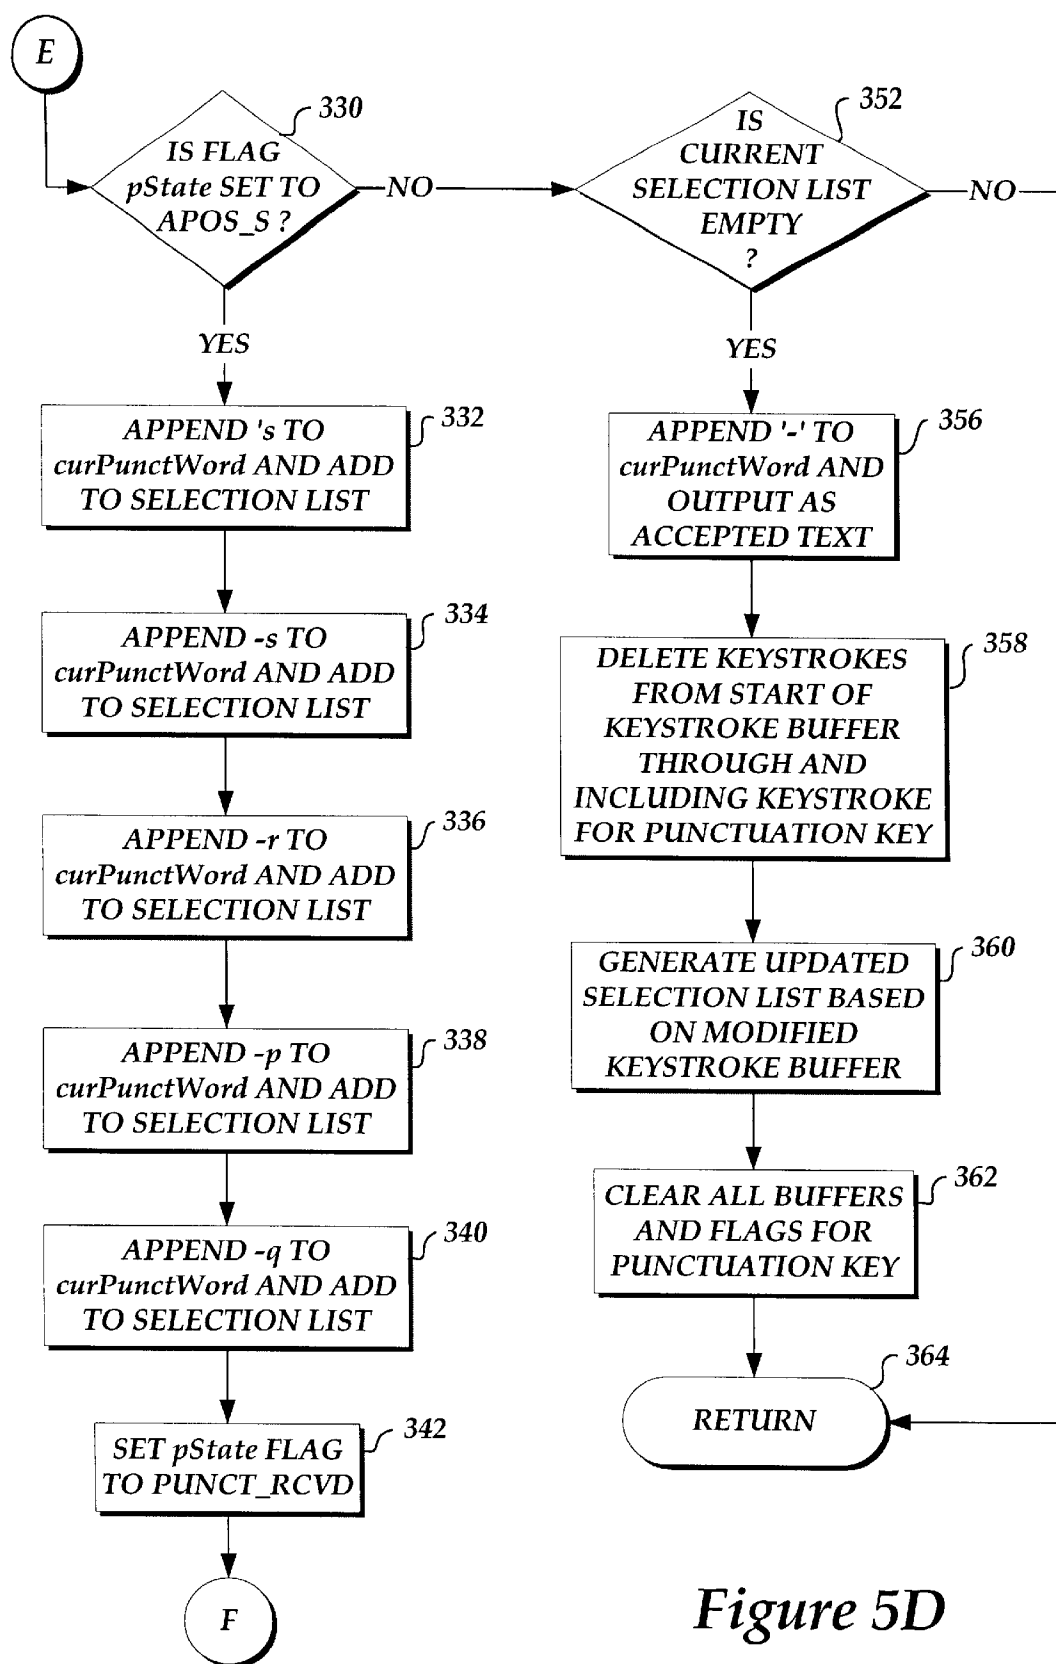 E
330
IS FLAG
pState SET TO
APOS_S ?
NO
YES
332
APPEND 's TO
curPunctWord AND ADD
TO SELECTION LIST
334
APPEND -s TO
curPunctWord AND ADD
TO SELECTION LIST
336
APPEND -r TO
curPunctWord AND ADD
TO SELECTION LIST
338
APPEND -p TO
curPunctWord AND ADD
TO SELECTION LIST
340
APPEND -q TO
curPunctWord AND ADD
TO SELECTION LIST
342
SET pState FLAG
TO PUNCT_RCVD
F
352
IS
CURRENT
SELECTION LIST
EMPTY
?
NO
YES
356
APPEND '-' TO
curPunctWord AND
OUTPUT AS
ACCEPTED TEXT
358
DELETE KEYSTROKES
FROM START OF
KEYSTROKE BUFFER
THROUGH AND
INCLUDING KEYSTROKE
FOR PUNCTUATION KEY
360
GENERATE UPDATED
SELECTION LIST BASED
ON MODIFIED
KEYSTROKE BUFFER
362
CLEAR ALL BUFFERS
AND FLAGS FOR
PUNCTUATION KEY
364
RETURN
Figure 5D